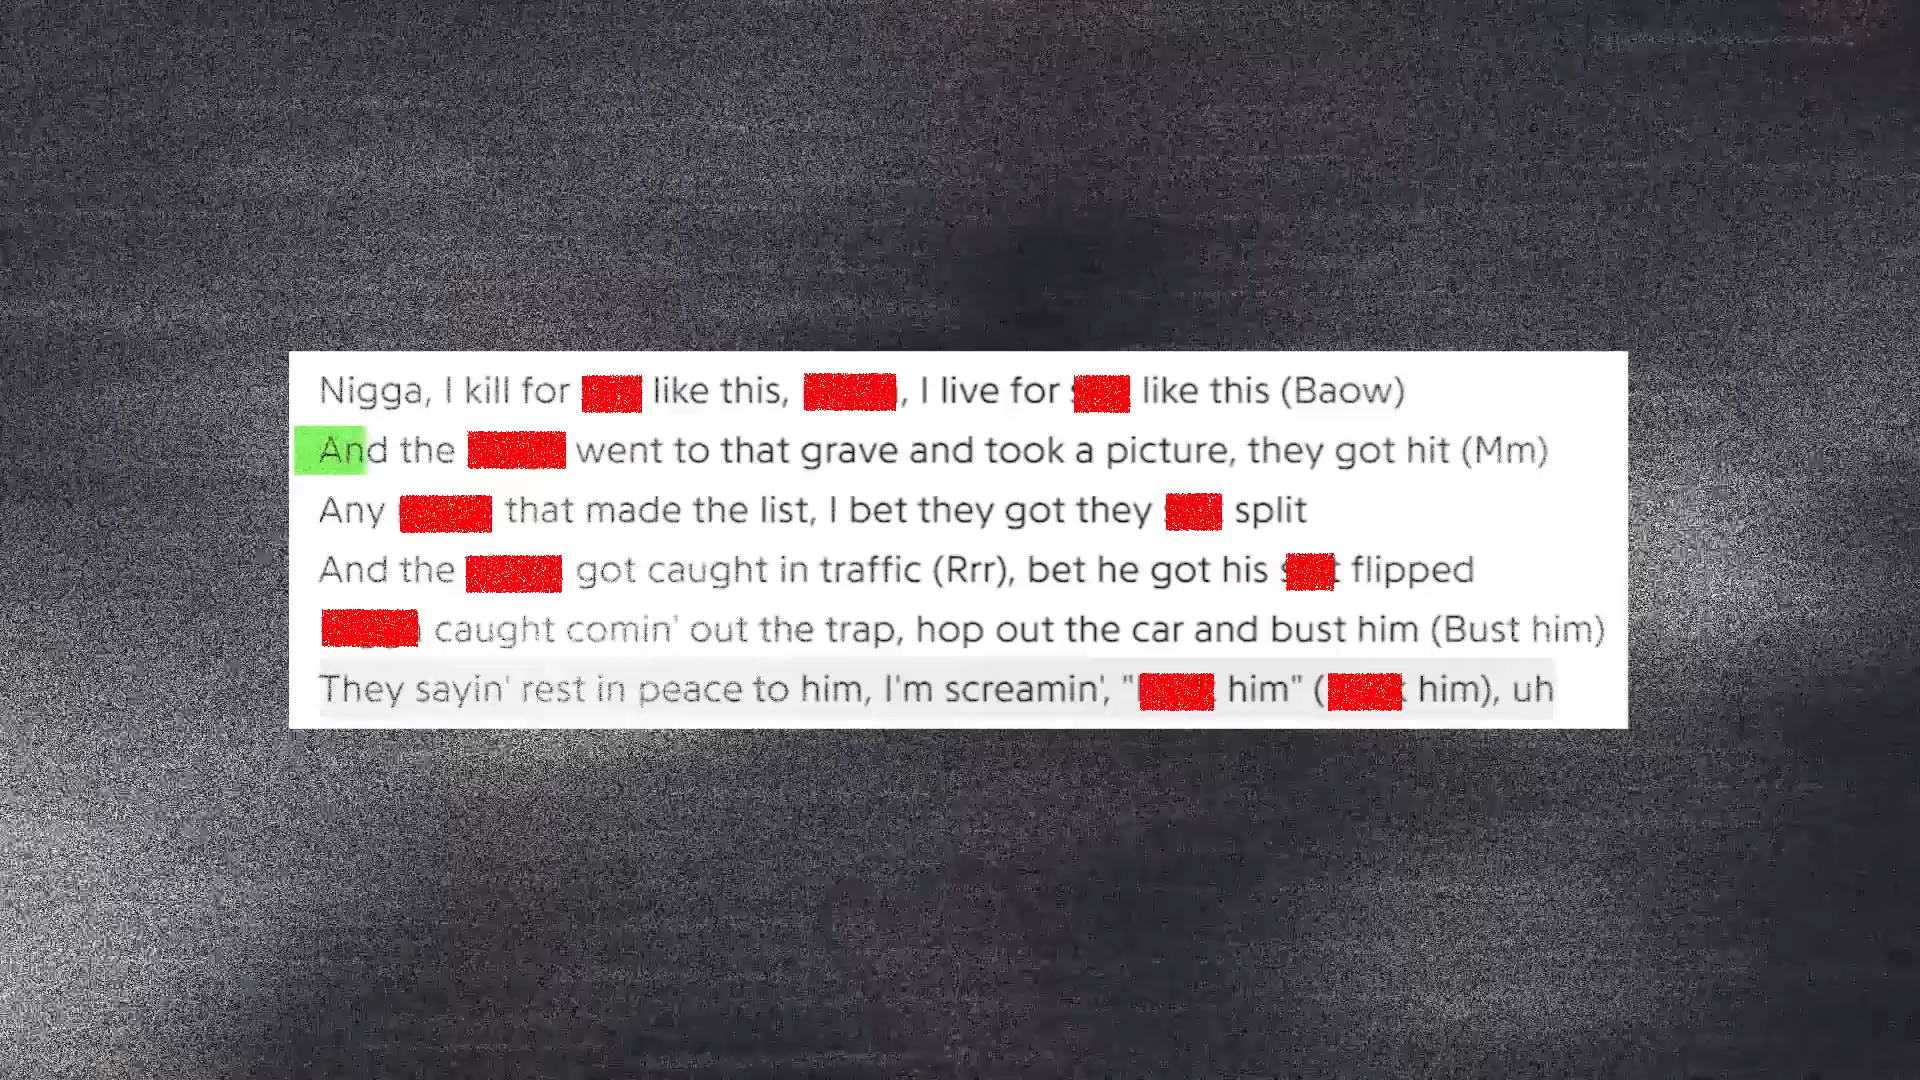 Nigga, I kill for like this, , I live for like this (Baow)
And the went to that grave and took a picture, they got hit (Mm)
Any that made the list, I bet they got they split
And the got caught in traffic (Rrr), bet he got his flipped
caught comin' out the trap, hop out the car and bust him (Bust him)
They sayin' rest in peace to him, I'm screamin', " him" ( him), uh